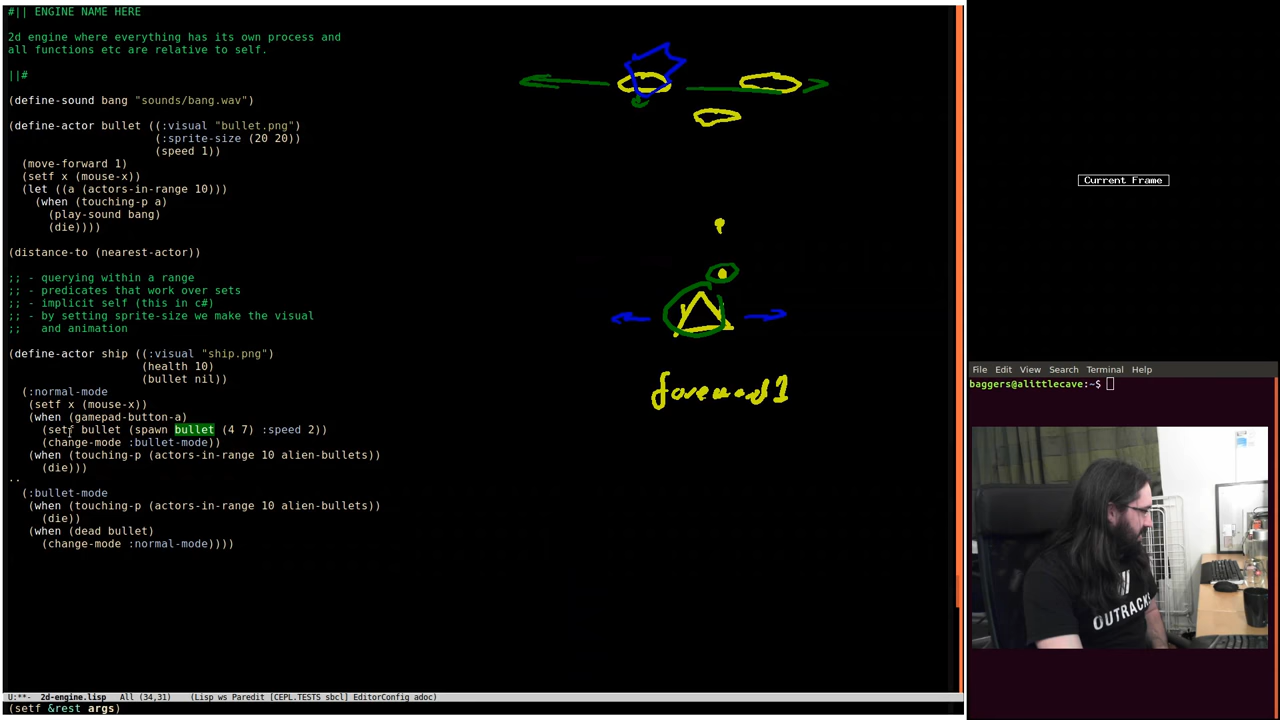 #|| ENGINE NAME HERE
2d engine where everything has its own process and
all functions etc are relative to self.
||#
(define-sound bang "sounds/bang.wav")
(define-actor bullet ((:visual "bullet.png")
(:sprite-size (20 20))
(speed 1))
(move-forward 1)
(setf x (mouse-x))
(let ((a (actors-in-range 10)))
(when (touching-p a)
(play-sound bang)
(die))))
(distance-to (nearest-actor))
;; - querying within a range
;; - predicates that work over sets
;; - implicit self (this in c#)
;; - by setting sprite-size we make the visual
;;   and animation
(define-actor ship ((:visual "ship.png")
(health 10)
(bullet nil))
(:normal-mode
(setf x (mouse-x))
(when (gamepad-button-a)
(setf bullet (spawn bullet (4 7) :speed 2))
(change-mode :bullet-mode))
(when (touching-p (actors-in-range 10 alien-bullets))
(die)))
..
(:bullet-mode
(when (touching-p (actors-in-range 10 alien-bullets))
(die))
(when (dead bullet)
(change-mode :normal-mode))))
U:**-  2d-engine.lisp   All (34,31)    (Lisp ws Paredit [CEPL.TESTS sbcl] EditorConfig adoc)
(setf &rest args)
foreward 1
Current Frame
File Edit View Search Terminal Help
baggers@alittlecave:~$
OUTRACKS